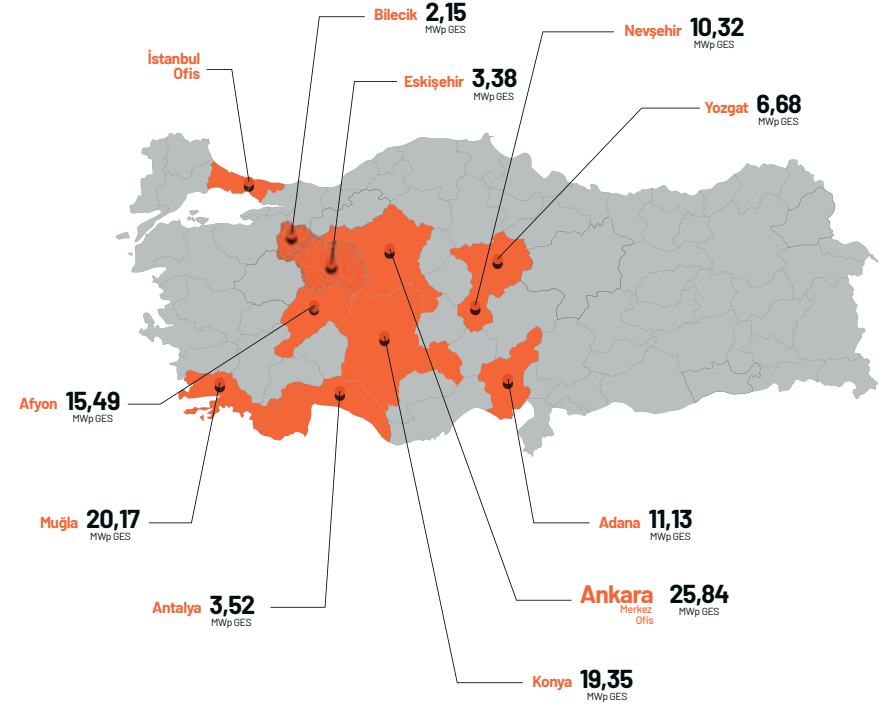 Bilecik 2,15
MWp GES
Nevşehir 10,32
MWp GES
İstanbul
Ofis
Eskişehir 3,38
MWp GES
Yozgat 6,68
MWp GES
Afyon 15,49
MWp GES
Muğla 20,17
MWp GES
Adana 11,13
MWp GES
Antalya 3,52
MWp GES
Ankara 25,84
Merkez MWp GES
Ofis
Konya 19,35
MWp GES